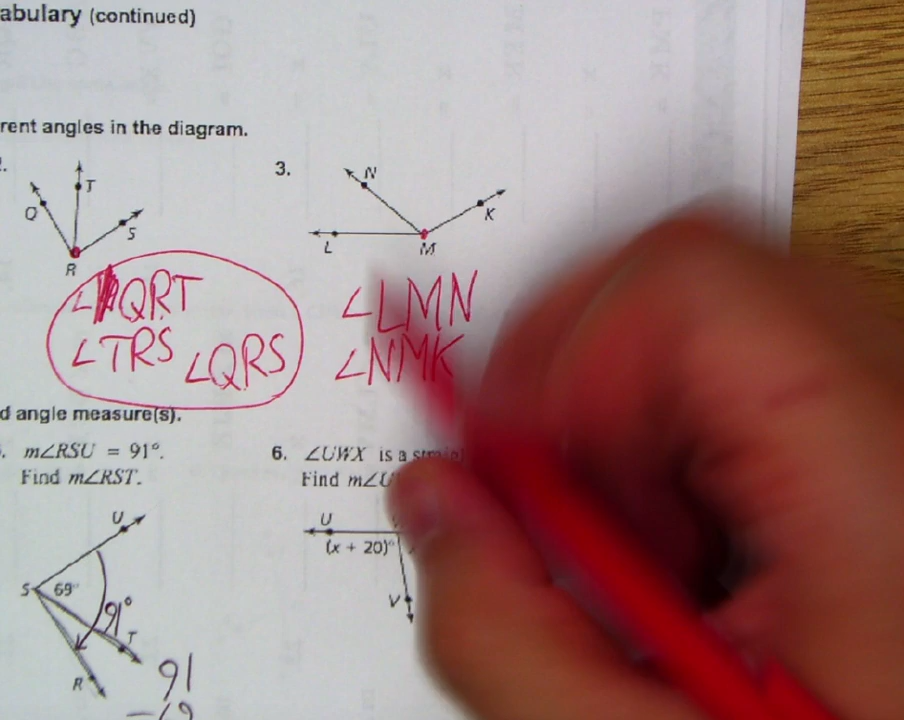 abulary (continued)
rent angles in the diagram.
3.
Q
T
S
R
N
K
L
M
∠QRT
∠TRS ∠QRS
∠LMN
∠NMK
d angle measure(s).
m∠RSU = 91°.
Find m∠RST.
6. ∠UWX is a
Find m∠U
U
S
69°
91°
T
R
91
U
(x + 20)°
V